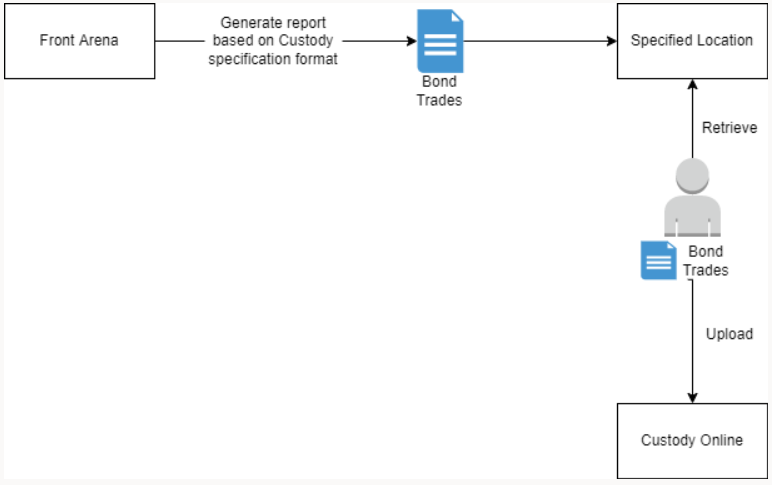 Front Arena
Generate report
based on Custody
specification format
Bond
Trades
Specified Location
Retrieve
Bond
Trades
Upload
Custody Online